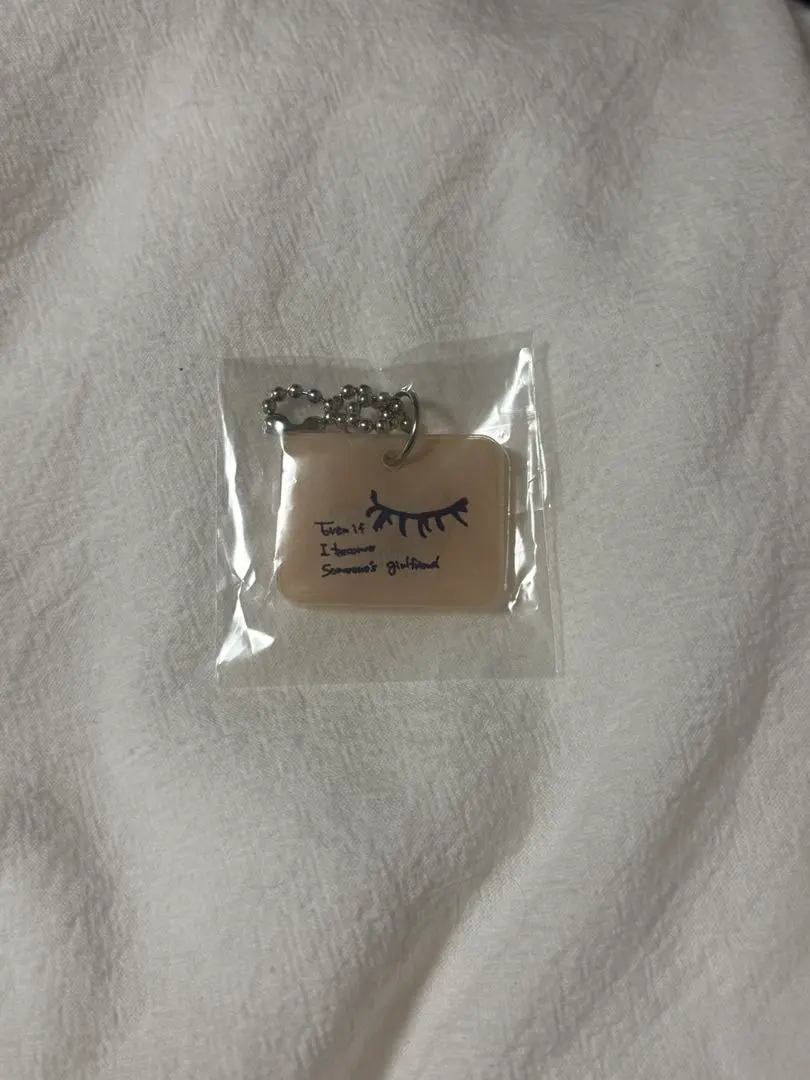 Even if
I become
Someone's girlfriend